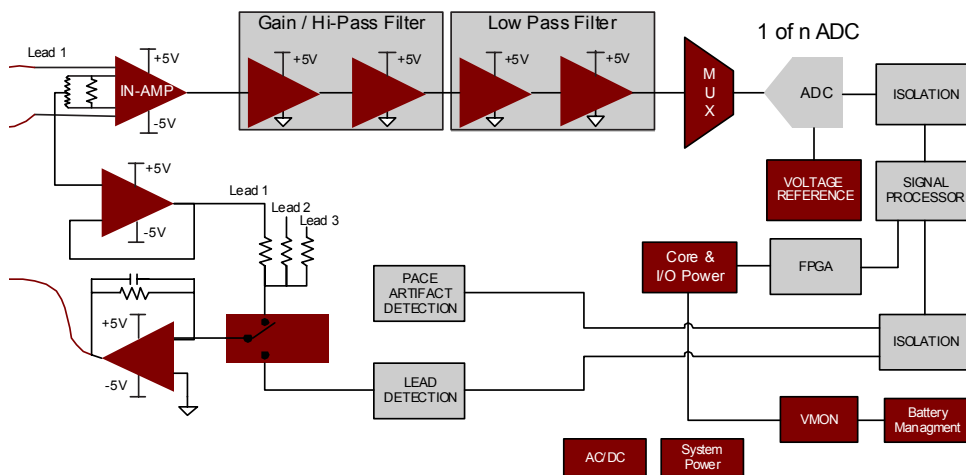 Gain / Hi-Pass Filter
Low Pass Filter
1 of n ADC
Lead 1
+5V
IN-AMP
-5V
+5V
+5V
+5V
+5V
MUX
ADC
ISOLATION
+5V
-5V
Lead 1
Lead 2
Lead 3
VOLTAGE
REFERENCE
SIGNAL
PROCESSOR
Core &
I/O Power
FPGA
PACE
ARTIFACT
DETECTION
+5V
-5V
ISOLATION
LEAD
DETECTION
VMON
Battery
Managment
AC/DC
System
Power